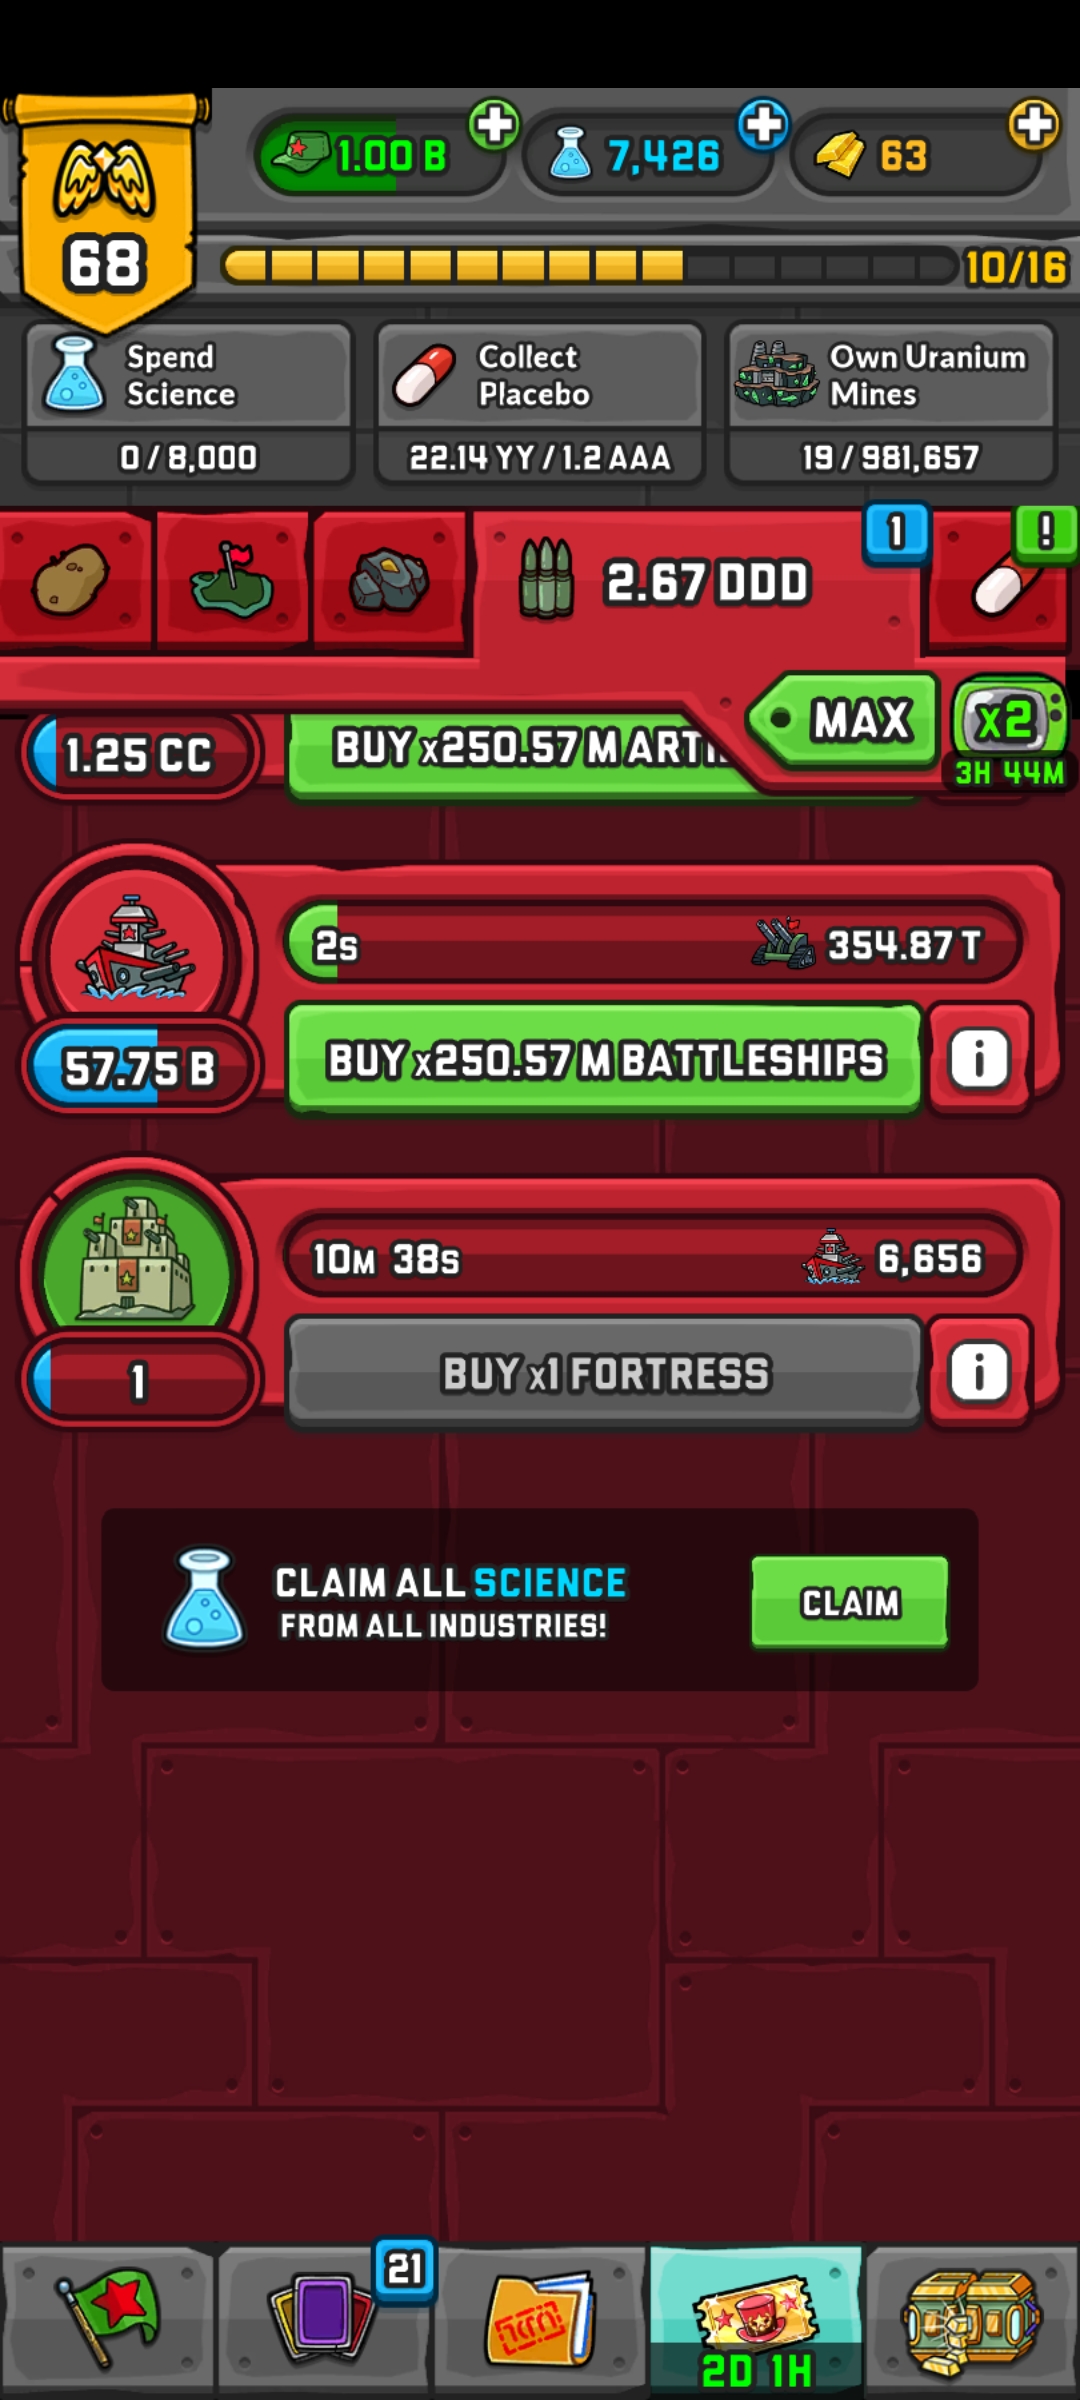 1.00 B
7,426
63
68
10/16
Spend
Science
0 / 8,000
Collect
Placebo
22.14 YY / 1.2 AAA
Own Uranium
Mines
19 / 981,657
2.67 DDD
1
!
MAX
x2
3H 44M
1.25 CC
BUY x250.57 M ARTI
2s
354.87 T
57.75 B
BUY x250.57 M BATTLESHIPS
i
10M 38s
6,656
1
BUY x1 FORTRESS
i
CLAIM ALL SCIENCE
FROM ALL INDUSTRIES!
CLAIM
21
2D 1H